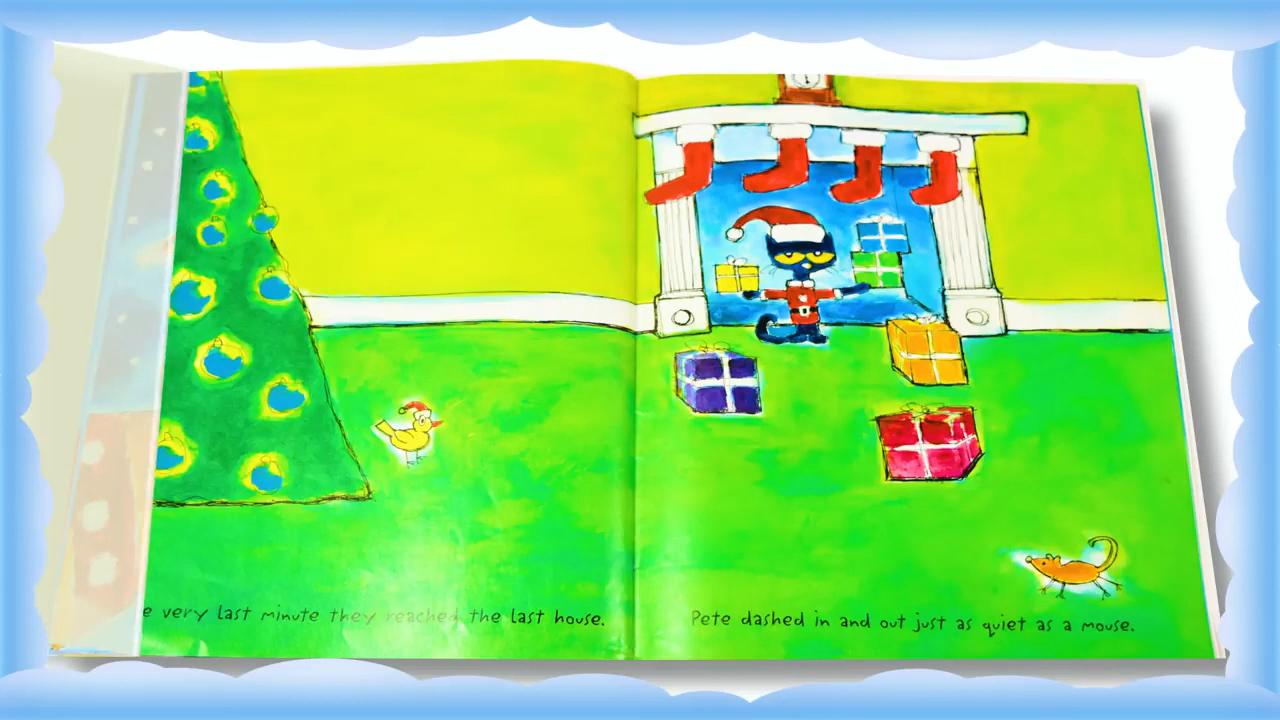 e very last minute they reached the last house.
Pete dashed in and out just as quiet as a mouse.